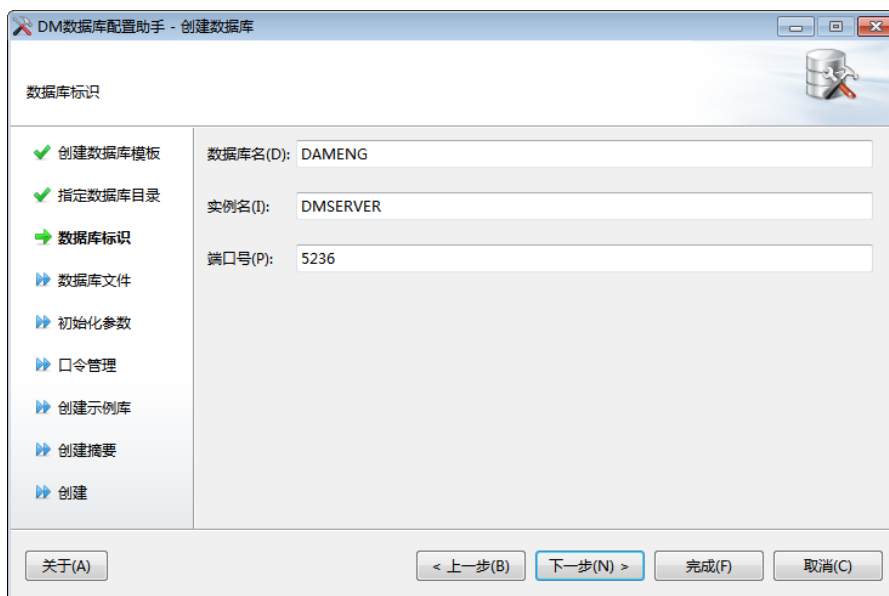 DM数据库配置助手 - 创建数据库
数据库标识
创建数据库模板
指定数据库目录
数据库标识
数据库文件
初始化参数
口令管理
创建示例库
创建摘要
创建
数据库名(D): DAMENG
实例名(I): DMSERVER
端口号(P): 5236
关于(A) < 上一步(B) 下一步(N) > 完成(F) 取消(C)